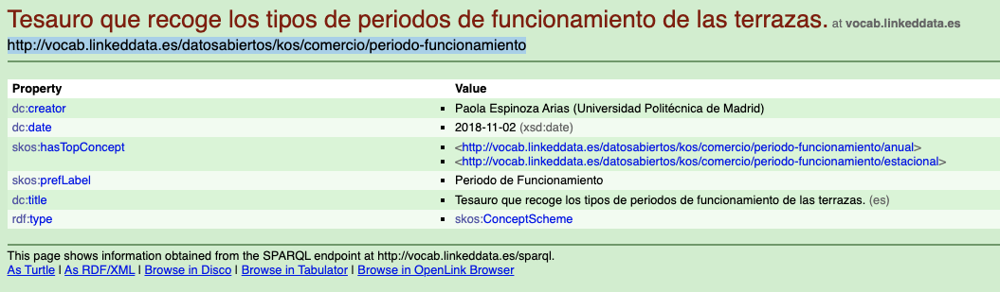 Tesauro que recoge los tipos de periodos de funcionamiento de las terrazas. at vocab.linkeddata.es
http://vocab.linkeddata.es/datosabiertos/kos/comercio/periodo-funcionamiento
Property Value
dc:creator ▪ Paola Espinoza Arias (Universidad Politécnica de Madrid)
dc:date ▪ 2018-11-02 (xsd:date)
skos:hasTopConcept ▪ <http://vocab.linkeddata.es/datosabiertos/kos/comercio/periodo-funcionamiento/anual>
▪ <http://vocab.linkeddata.es/datosabiertos/kos/comercio/periodo-funcionamiento/estacional>
skos:prefLabel ▪ Periodo de Funcionamiento
dc:title ▪ Tesauro que recoge los tipos de periodos de funcionamiento de las terrazas. (es)
rdf:type ▪ skos:ConceptScheme
This page shows information obtained from the SPARQL endpoint at http://vocab.linkeddata.es/sparql.
As Turtle | As RDF/XML | Browse in Disco | Browse in Tabulator | Browse in OpenLink Browser